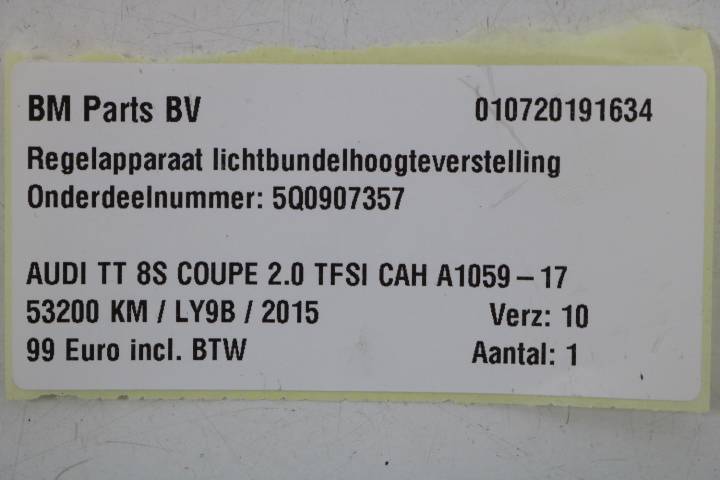 BM Parts BV 010720191634
Regelapparaat lichtbundelhoogteverstelling
Onderdeelnummer: 5Q0907357
AUDI TT 8S COUPE 2.0 TFSI CAH A1059 – 17
53200 KM / LY9B / 2015 Verz: 10
99 Euro incl. BTW Aantal: 1